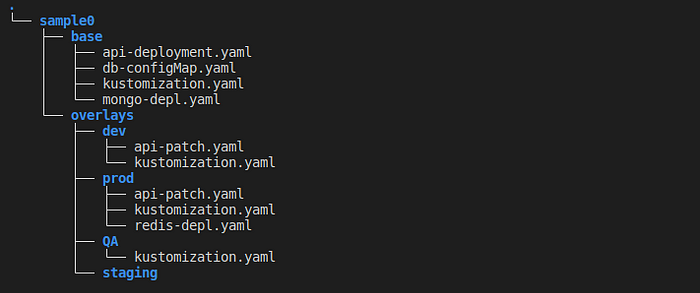 .
└── sample0
    ├── base
    │   ├── api-deployment.yaml
    │   ├── db-configMap.yaml
    │   ├── kustomization.yaml
    │   └── mongo-depl.yaml
    └── overlays
        ├── dev
        │   ├── api-patch.yaml
        │   └── kustomization.yaml
        ├── prod
        │   ├── api-patch.yaml
        │   ├── kustomization.yaml
        │   └── redis-depl.yaml
        ├── QA
        │   └── kustomization.yaml
        └── staging